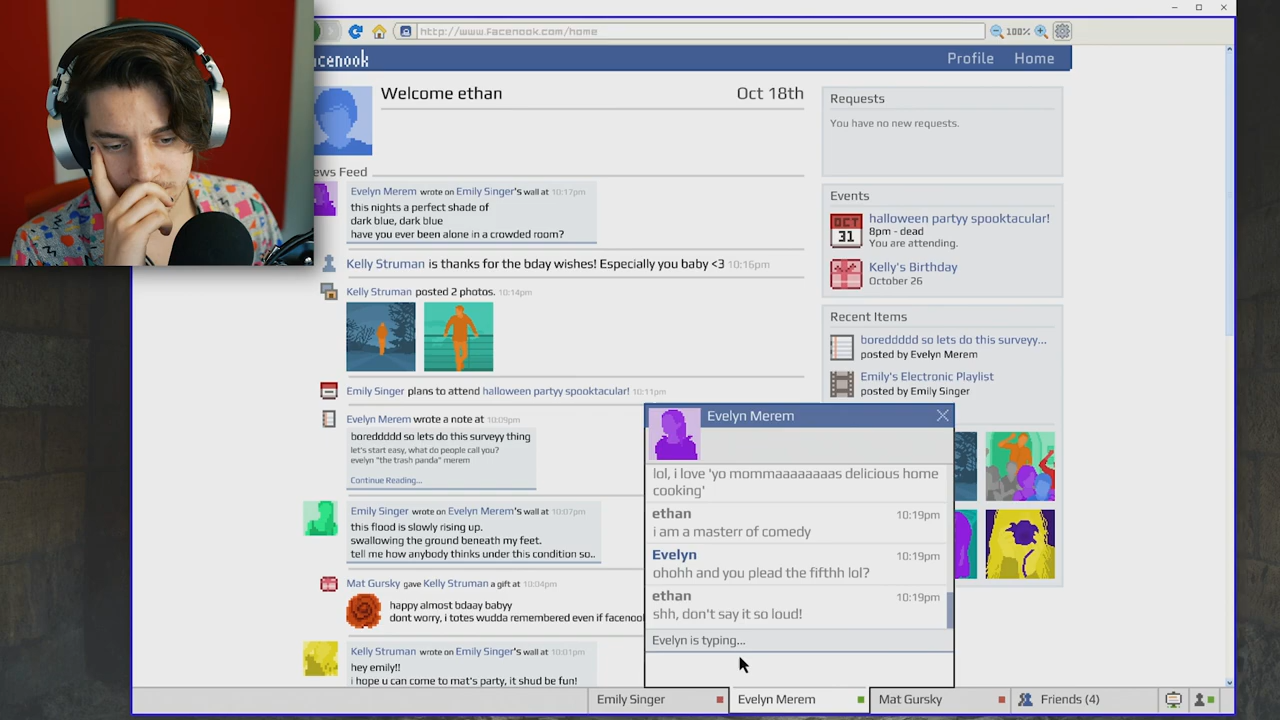 http://www.Facenook.com/home
100%
acenook
Profile
Home
Welcome ethan
Oct 18th
ews Feed
Evelyn Merem wrote on Emily Singer's wall at 10:17pm
this nights a perfect shade of
dark blue, dark blue
have you ever been alone in a crowded room?
Kelly Struman is thanks for the bday wishes! Especially you baby <3 10:16pm
Kelly Struman posted 2 photos. 10:14pm
Emily Singer plans to attend halloween partyy spooktacular! 10:11pm
Evelyn Merem wrote a note at 10:09pm
boreddddd so lets do this surveyy thing
let's start easy, what do people call you?
evelyn "the trash panda" merem
Continue Reading...
Emily Singer wrote on Evelyn Merem's wall at 10:07pm
this flood is slowly rising up.
swallowing the ground beneath my feet.
tell me how anybody thinks under this condition so..
Mat Gursky gave Kelly Struman a gift at 10:04pm
happy almost bdaay babyy
dont worry, i totes wudda remembered even if facenoo
Kelly Struman wrote on Emily Singer's wall at 10:01pm
hey emily!!
i hope u can come to mat's party, it shud be fun!
Requests
You have no new requests.
Events
OCT
31
halloween partyy spooktacular!
8pm - dead
You are attending.
Kelly's Birthday
October 26
Recent Items
boreddddd so lets do this surveyy...
posted by Evelyn Merem
Emily's Electronic Playlist
posted by Emily Singer
Evelyn Merem
lol, i love 'yo mommaaaaaaas delicious home
cooking'
ethan 10:19pm
i am a masterr of comedy
Evelyn 10:19pm
ohohh and you plead the fifthh lol?
ethan 10:19pm
shh, don't say it so loud!
Evelyn is typing...
Emily Singer
Evelyn Merem
Mat Gursky
Friends (4)